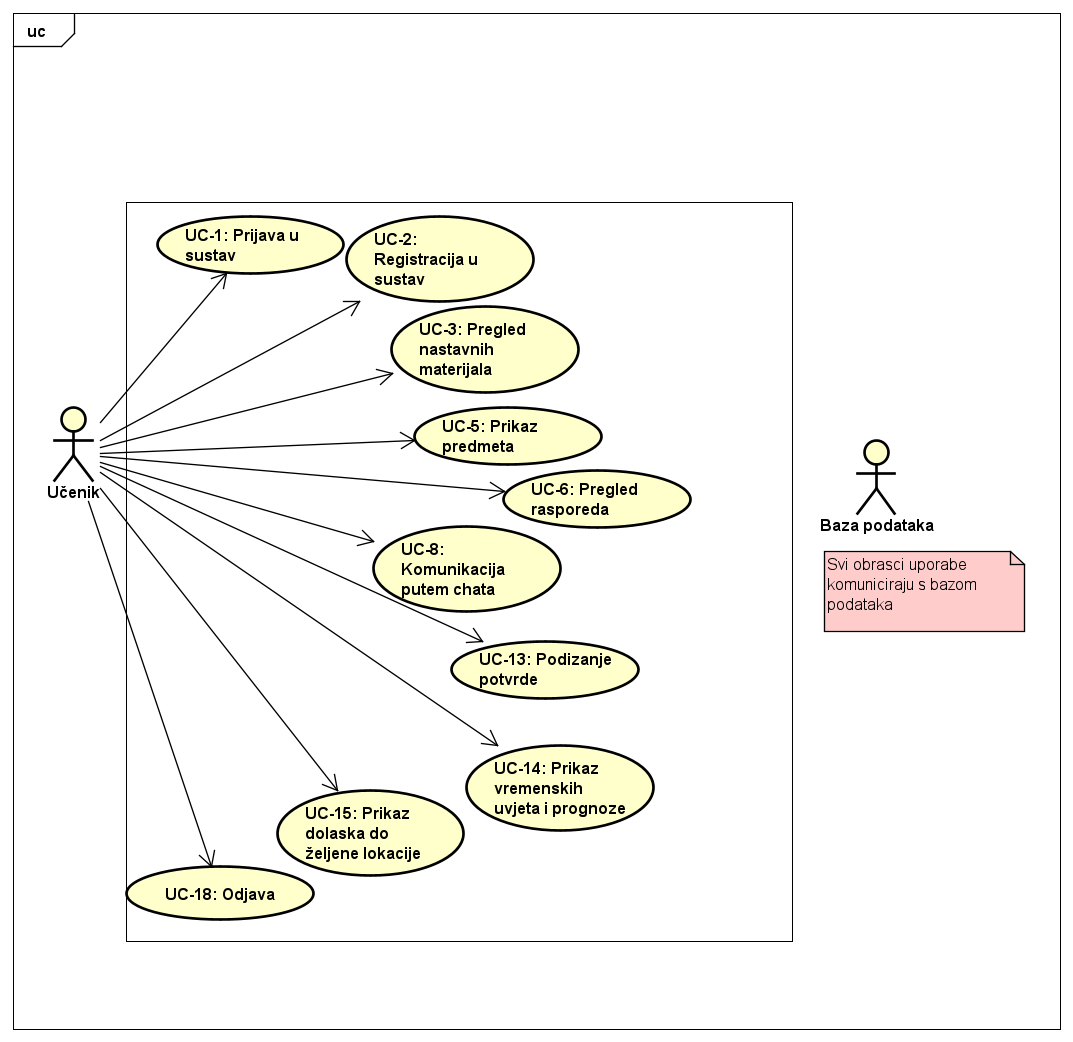 uc
UC-1: Prijava u
sustav
UC-2:
Registracija u
sustav
UC-3: Pregled
nastavnih
materijala
UC-5: Prikaz
predmeta
UC-6: Pregled
rasporeda
Učenik
Baza podataka
UC-8:
Komunikacija
putem chata
Svi obrasci uporabe
komuniciraju s bazom
podataka
UC-13: Podizanje
potvrde
UC-14: Prikaz
vremenskih
uvjeta i prognoze
UC-15: Prikaz
dolaska do
željene lokacije
UC-18: Odjava